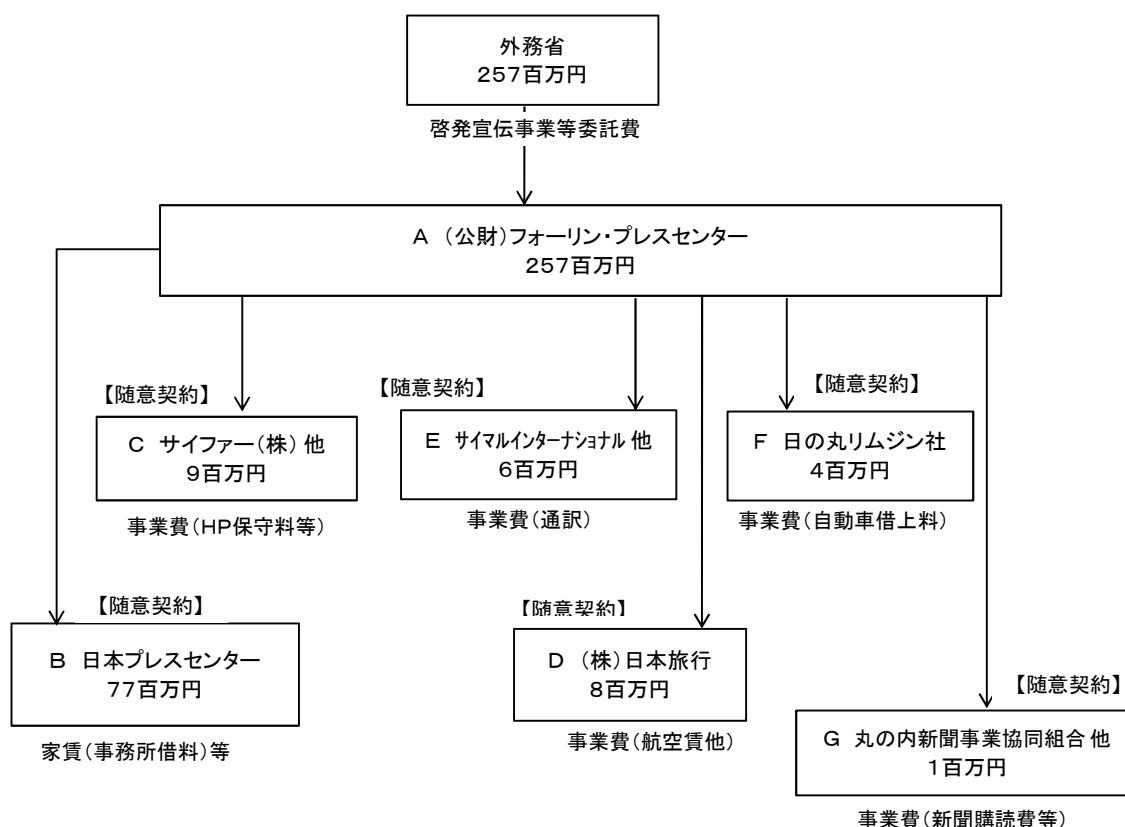 外務省
257百万円
啓発宣伝事業等委託費
A (公財)フォーリン・プレスセンター
257百万円
【随意契約】
C サイファー(株)他
9百万円
事業費(HP保守料等)
【随意契約】
E サイマルインターナショナル 他
6百万円
事業費(通訳)
【随意契約】
F 日の丸リムジン社
4百万円
事業費(自動車借上料)
【随意契約】
B 日本プレスセンター
77百万円
家賃(事務所借料)等
【随意契約】
D (株)日本旅行
8百万円
事業費(航空賃他)
【随意契約】
G 丸の内新聞事業協同組合 他
1百万円
事業費(新聞購読費等)